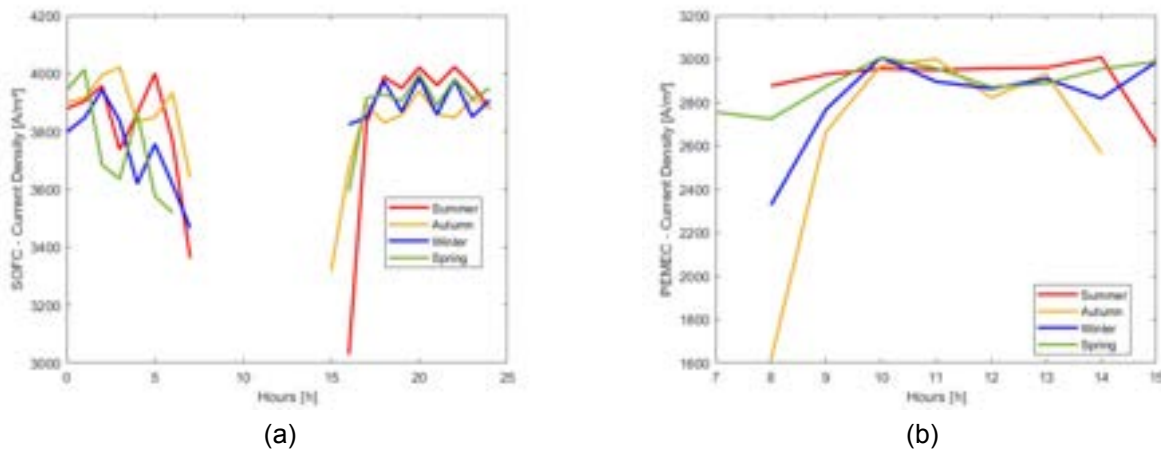 4200
4000
3800
3600
3400
3200
3000
SOFC - Current Density [A/m²]
0
5
10
15
20
25
Hours [h]
Summer
Autumn
Winter
Spring
(a)
3200
3000
2800
2600
2400
2200
2000
1800
1600
PEMEC - Current Density [A/m²]
7
8
9
10
11
12
13
14
15
Hours [h]
Summer
Autumn
Winter
Spring
(b)